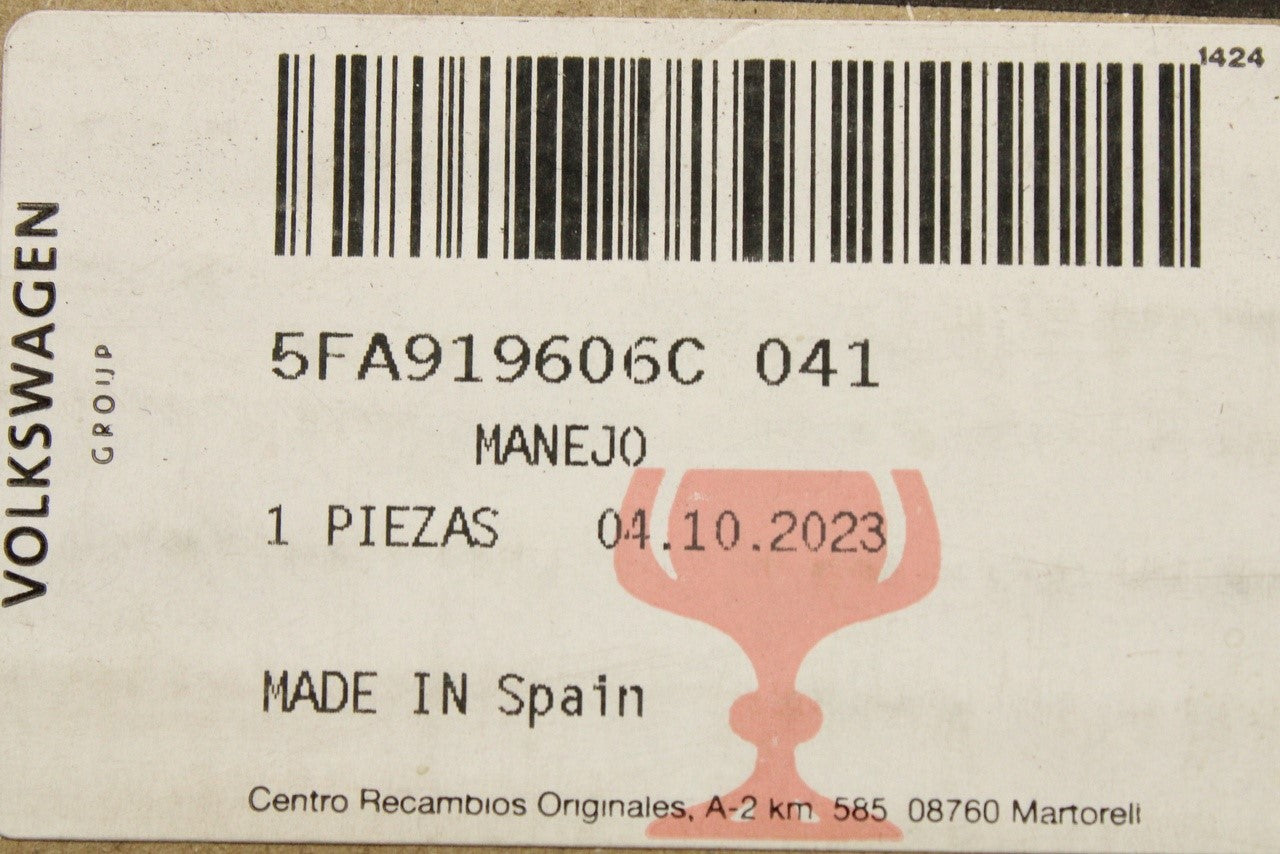 1424
VOLKSWAGEN
GROUP
5FA919606C 041
MANEJO
1 PIEZAS 04.10.2023
MADE IN Spain
Centro Recambios Originales, A-2 km 585 08760 Martorell